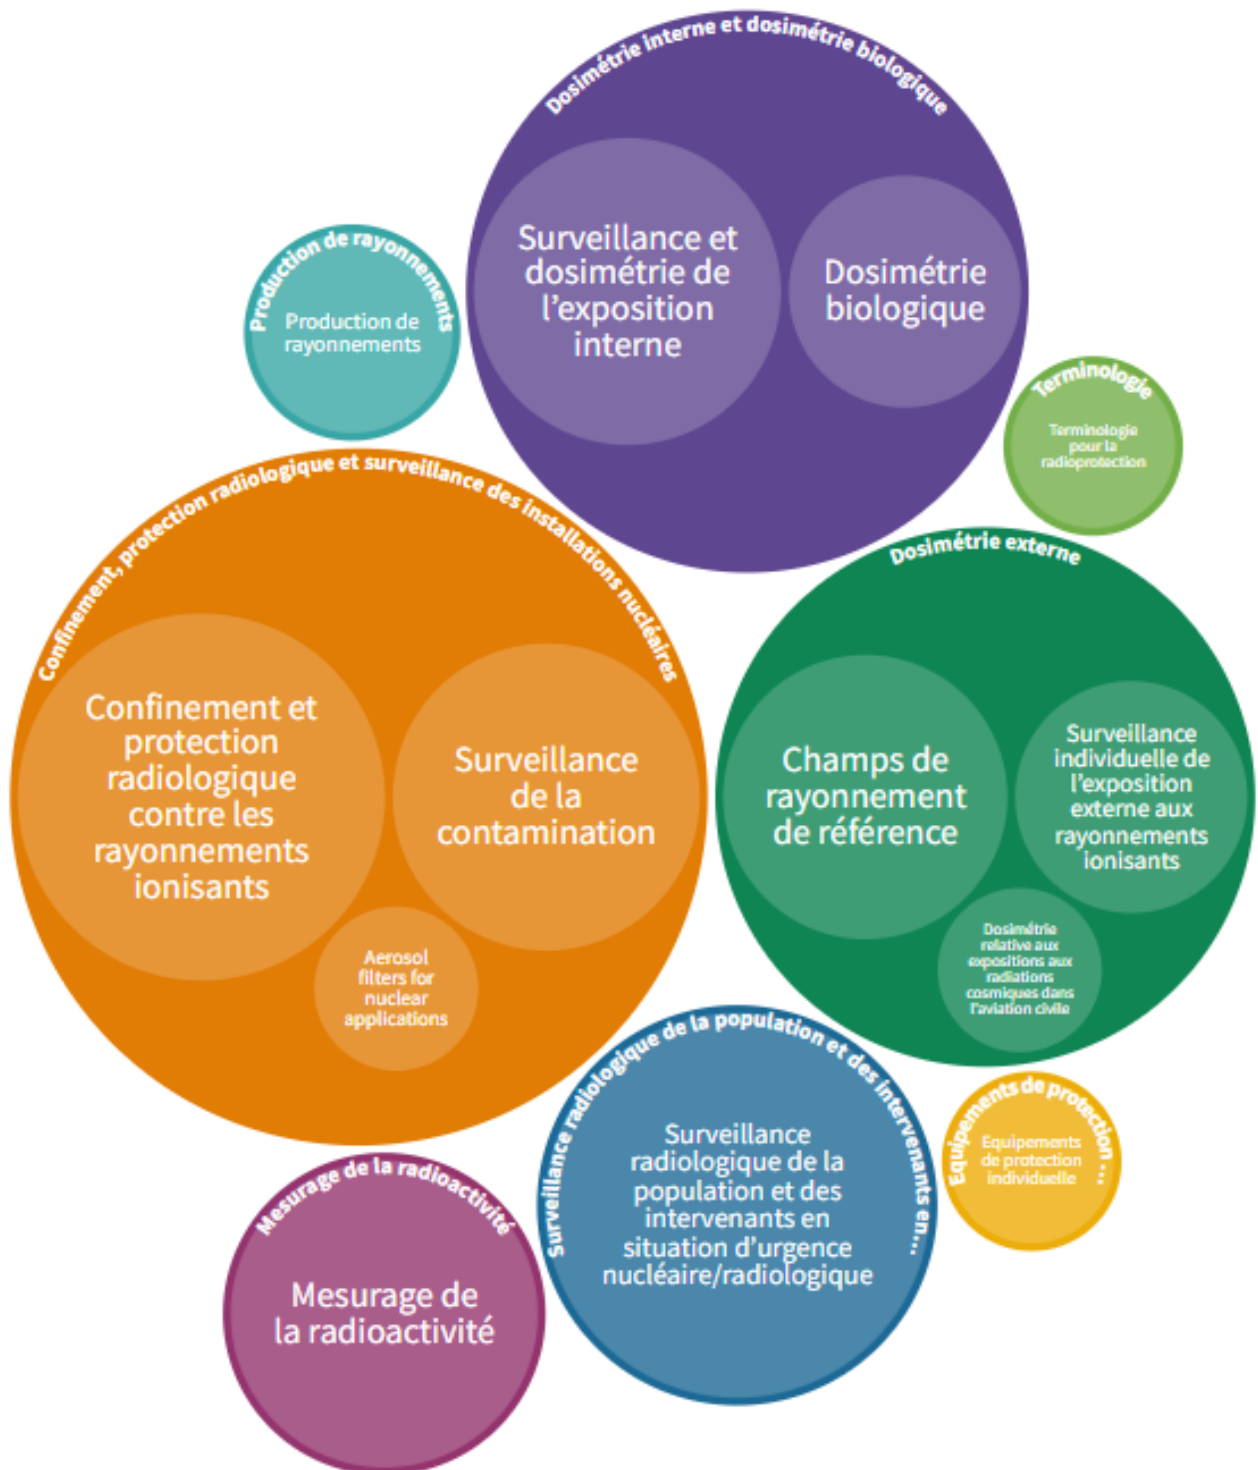 Dosimétrie interne et dosimétrie biologique
Surveillance et
dosimétrie de
l’exposition
interne
Dosimétrie
biologique
Production de rayonnements
Production de
rayonnements
Terminologie
Terminologie
pour la
radioprotection
Confinement, protection radiologique et surveillance des installations nucléaires
Confinement et
protection
radiologique
contre les
rayonnements
ionisants
Surveillance
de la
contamination
Aerosol
filters for
nuclear
applications
Dosimétrie externe
Champs de
rayonnement
de référence
Surveillance
individuelle de
l’exposition
externe aux
rayonnements
ionisants
Dosimétrie
relative aux
expositions aux
radiations
cosmiques dans
l’aviation civile
Surveillance radiologique de la population et des intervenants en...
Surveillance
radiologique de la
population et des
intervenants en
situation d’urgence
nucléaire/radiologique
Equipements de protection ...
Equipements
de protection
individuelle
Mesurage de la radioactivité
Mesurage de
la radioactivité